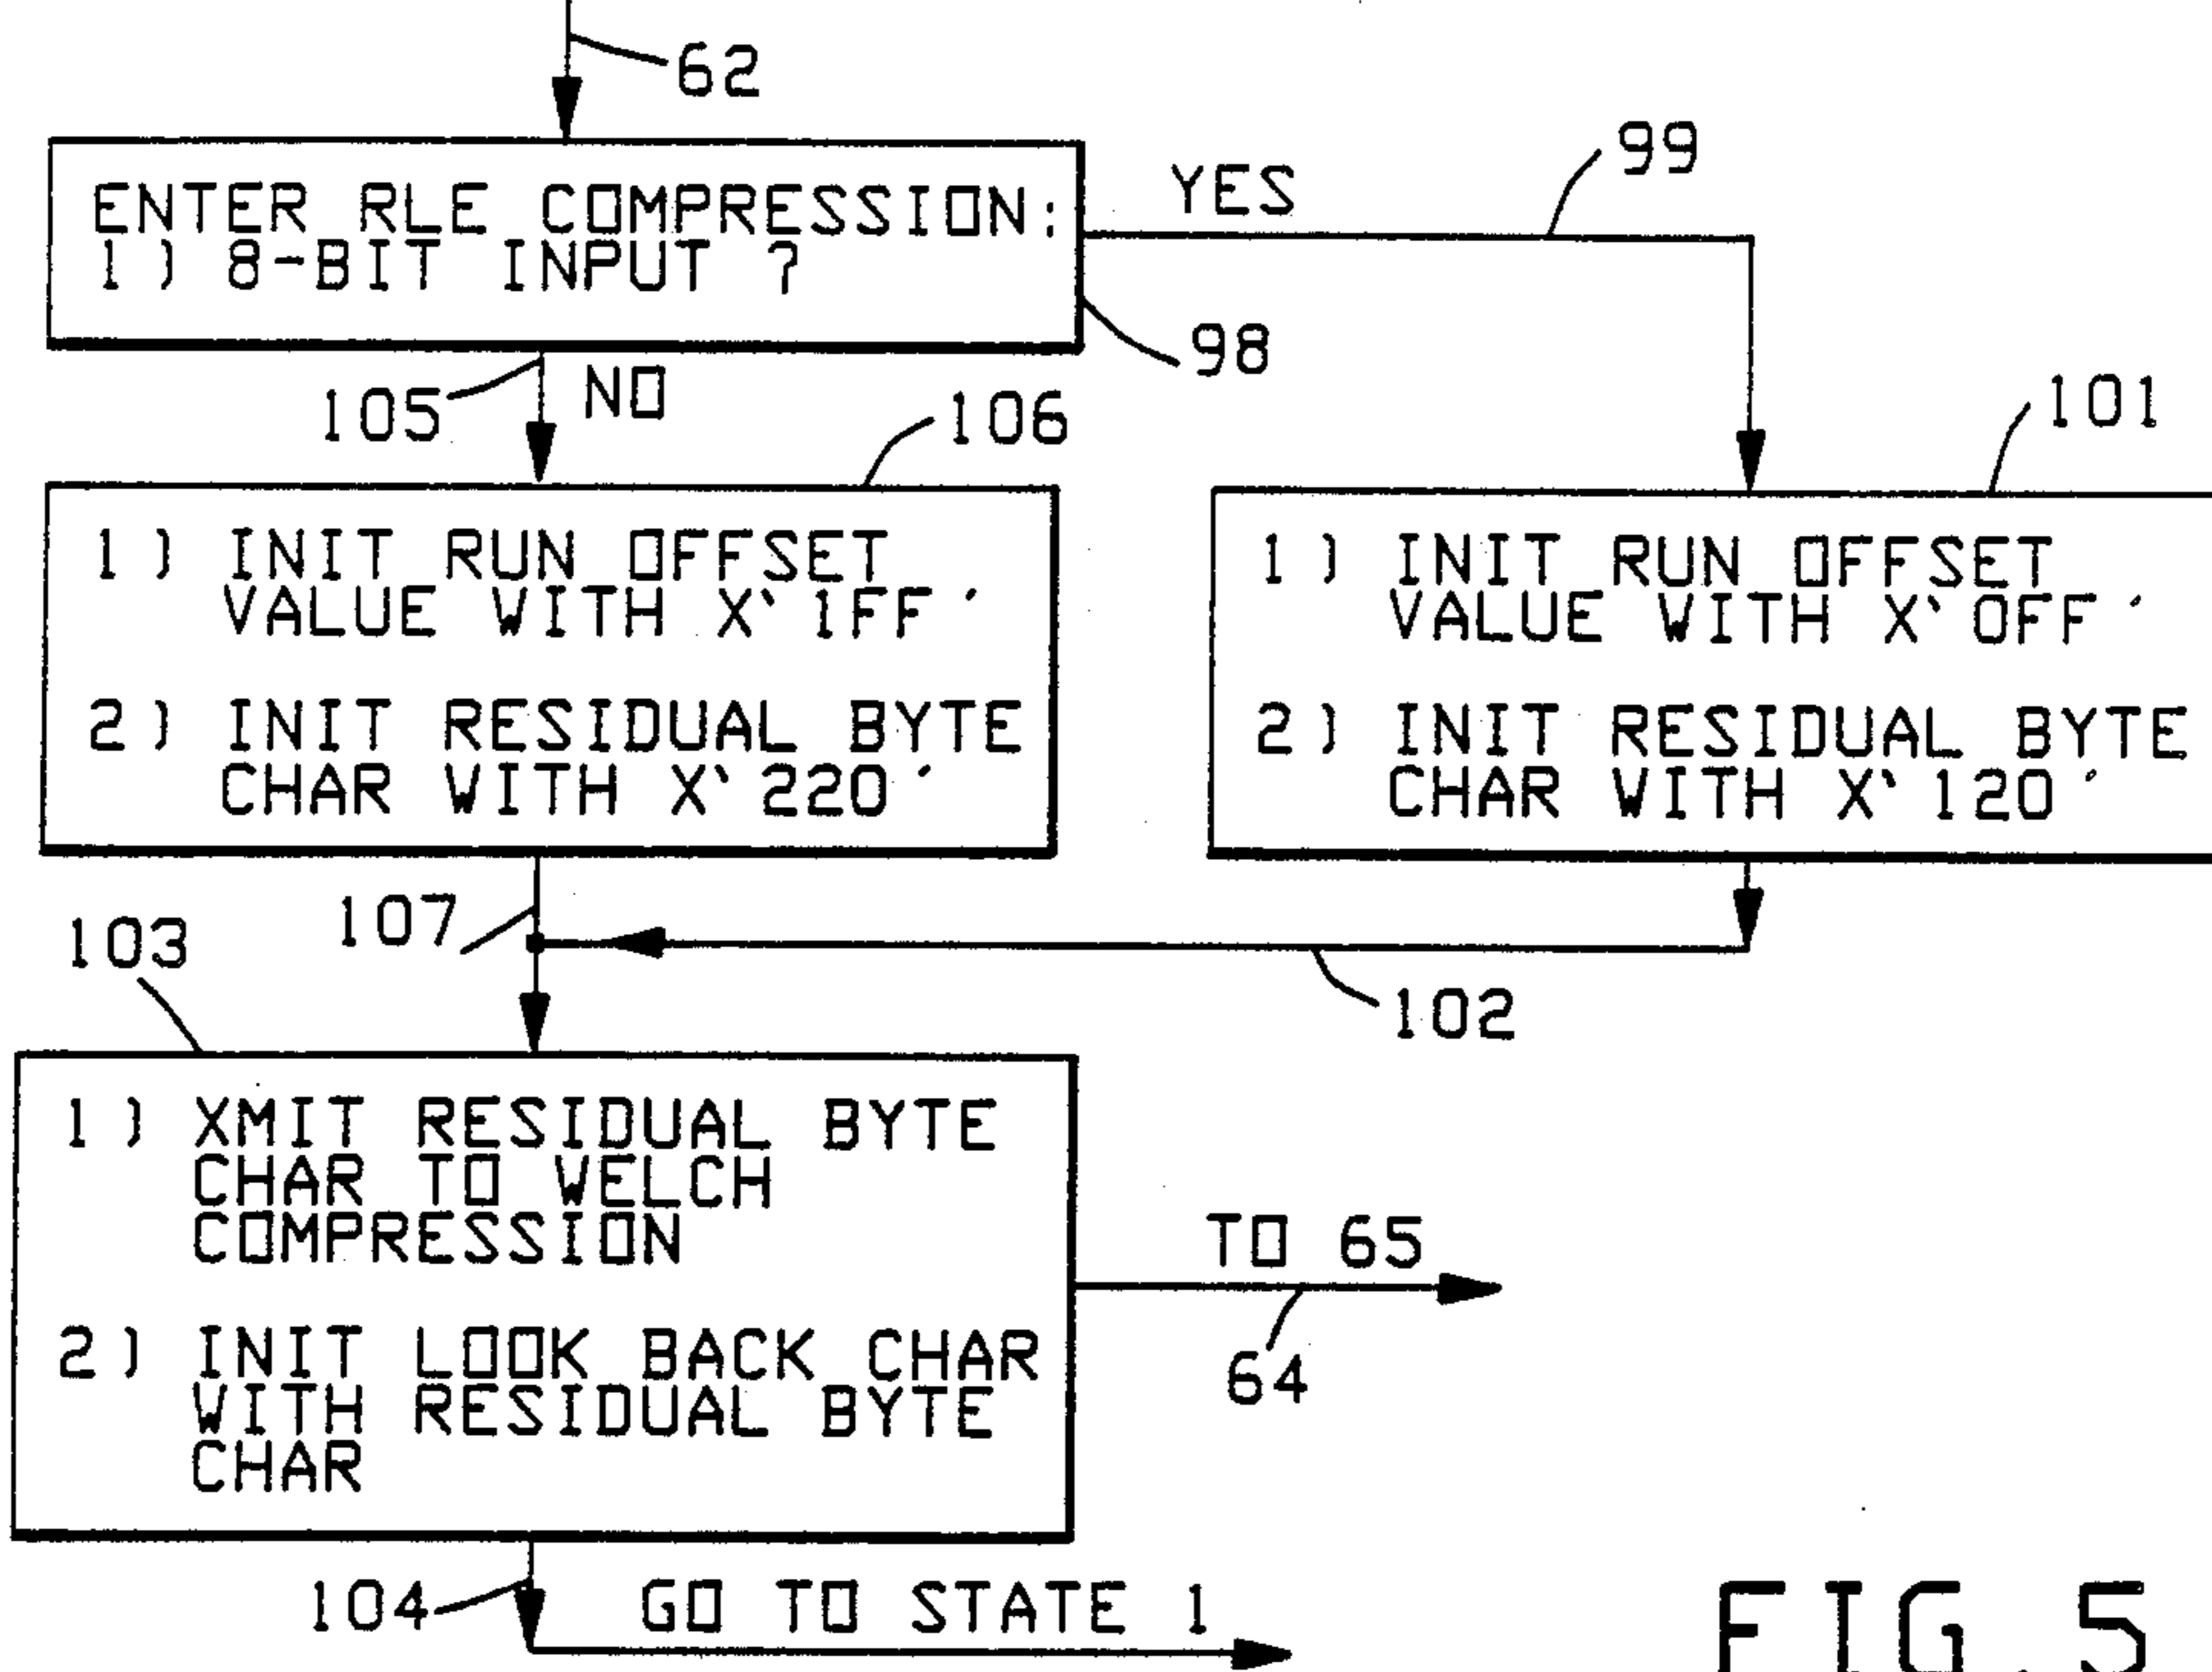 62
ENTER RLE COMPRESSION:
1) 8-BIT INPUT ?
YES
99
98
105
NO
106
101
1) INIT RUN OFFSET
VALUE WITH X`1FF´
2) INIT RESIDUAL BYTE
CHAR WITH X`220´
1) INIT RUN OFFSET
VALUE WITH X`0FF´
2) INIT RESIDUAL BYTE
CHAR WITH X`120´
107
102
103
1) XMIT RESIDUAL BYTE
CHAR TO WELCH
COMPRESSION
2) INIT LOOK BACK CHAR
WITH RESIDUAL BYTE
CHAR
TO 65
64
104
GO TO STATE 1
FIG.5